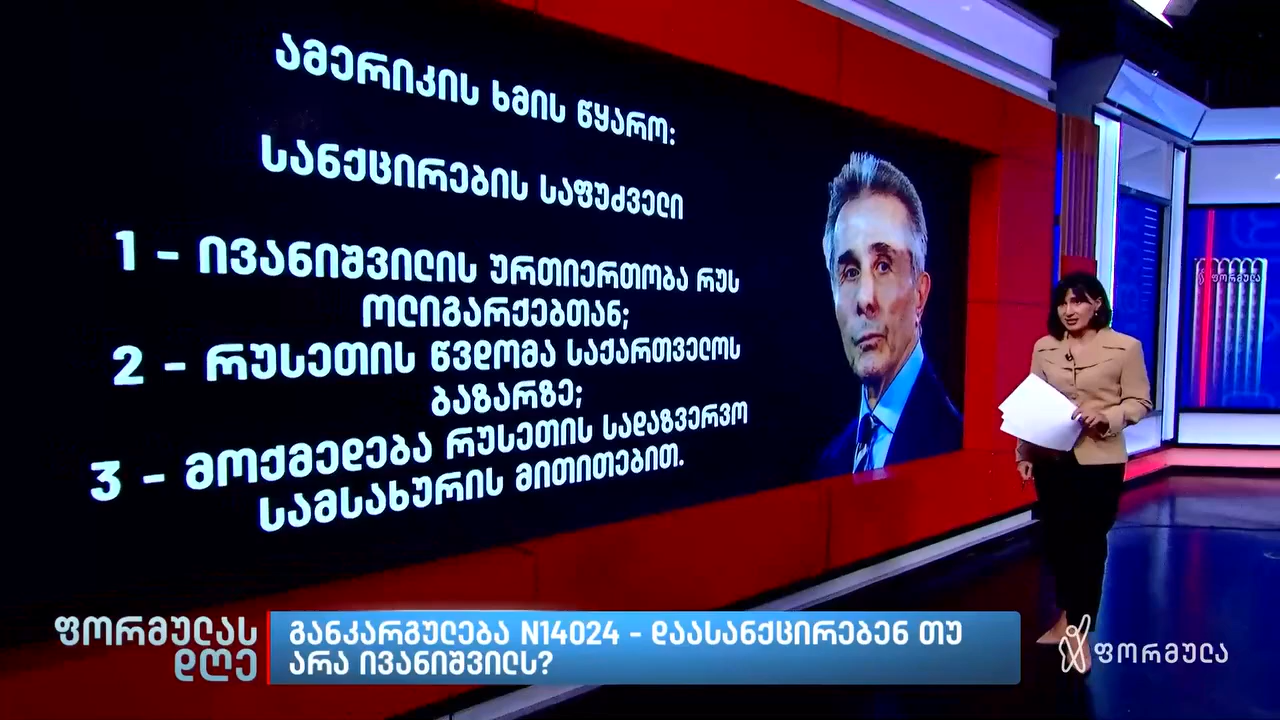 ამერიკის ხმის წყარო:
სანქცირების საფუძველი
1 - ივანიშვილის ურთიერთობა რუს
ოლიგარქებთან;
2 - რუსეთის წვდომა საქართველოს
ბაზარზე;
3 - მოქმედება რუსეთის სადაზვერვო
სამსახურის მითითებით.
ფორმულა
ფორმულას
დღე
განკარგულება N14024 - დაასანქცირებენ თუ
არა ივანიშვილს?
ფორმულა